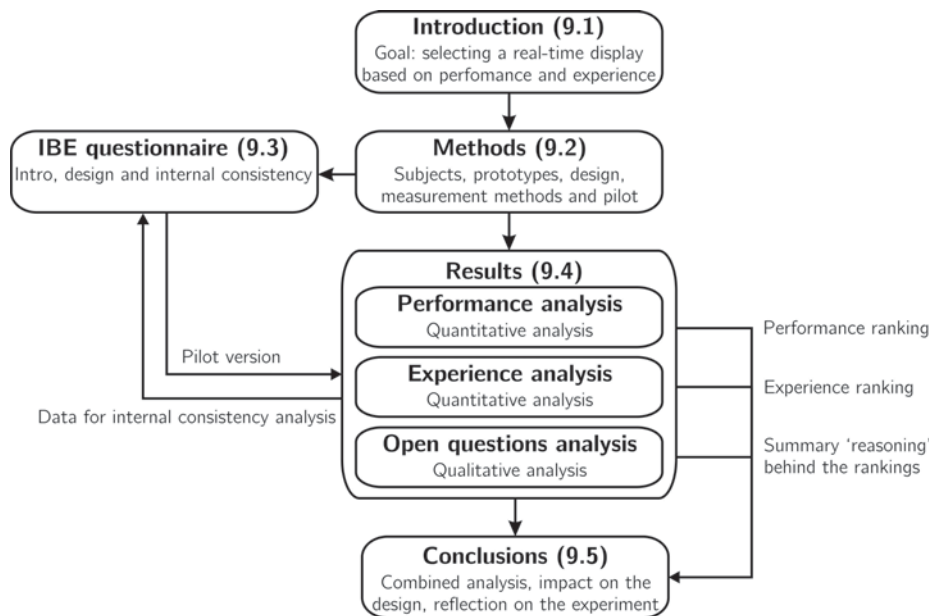 Introduction (9.1)
Goal: selecting a real-time display
based on perfomance and experience
IBE questionnaire (9.3)
Intro, design and internal consistency
Methods (9.2)
Subjects, prototypes, design,
measurement methods and pilot
Results (9.4)
Performance analysis
Quantitative analysis
Performance ranking
Pilot version
Experience analysis
Quantitative analysis
Experience ranking
Data for internal consistency analysis
Open questions analysis
Qualitative analysis
Summary ‘reasoning’
behind the rankings
Conclusions (9.5)
Combined analysis, impact on the
design, reflection on the experiment